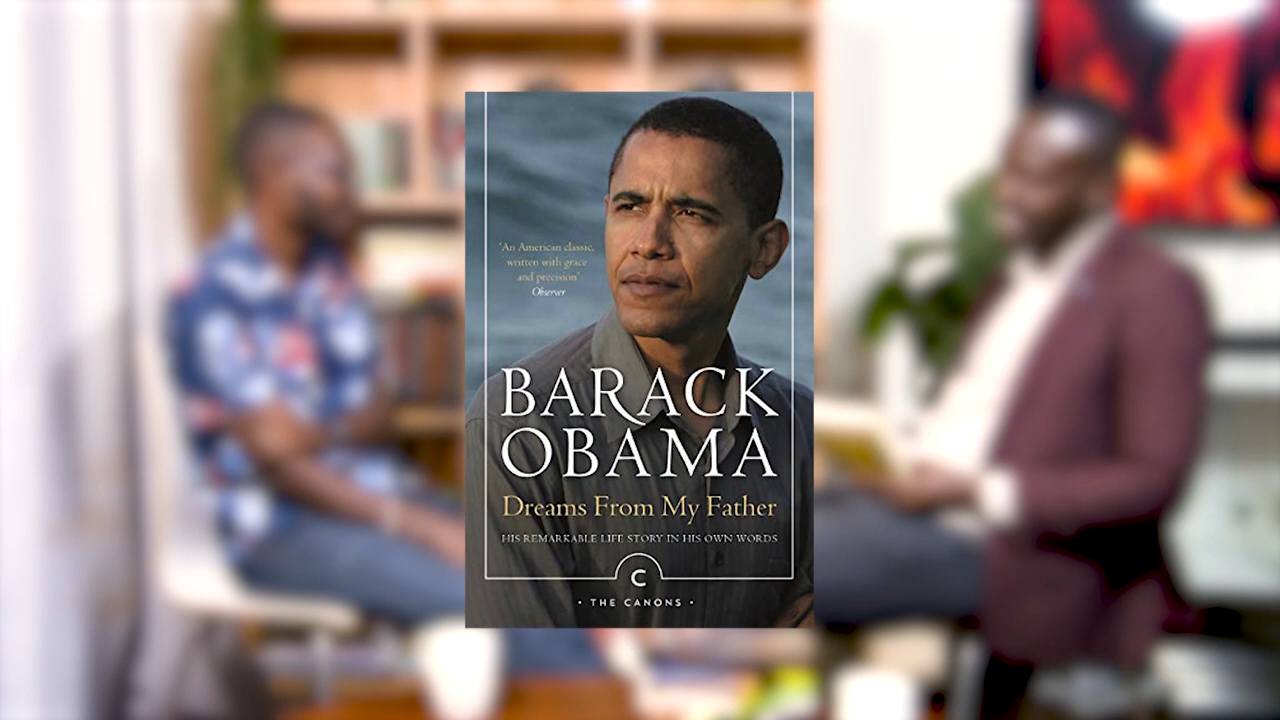 'An American classic,
written with grace
and precision'
Observer
BARACK
OBAMA
Dreams From My Father
HIS REMARKABLE LIFE STORY IN HIS OWN WORDS
C
• THE CANONS •